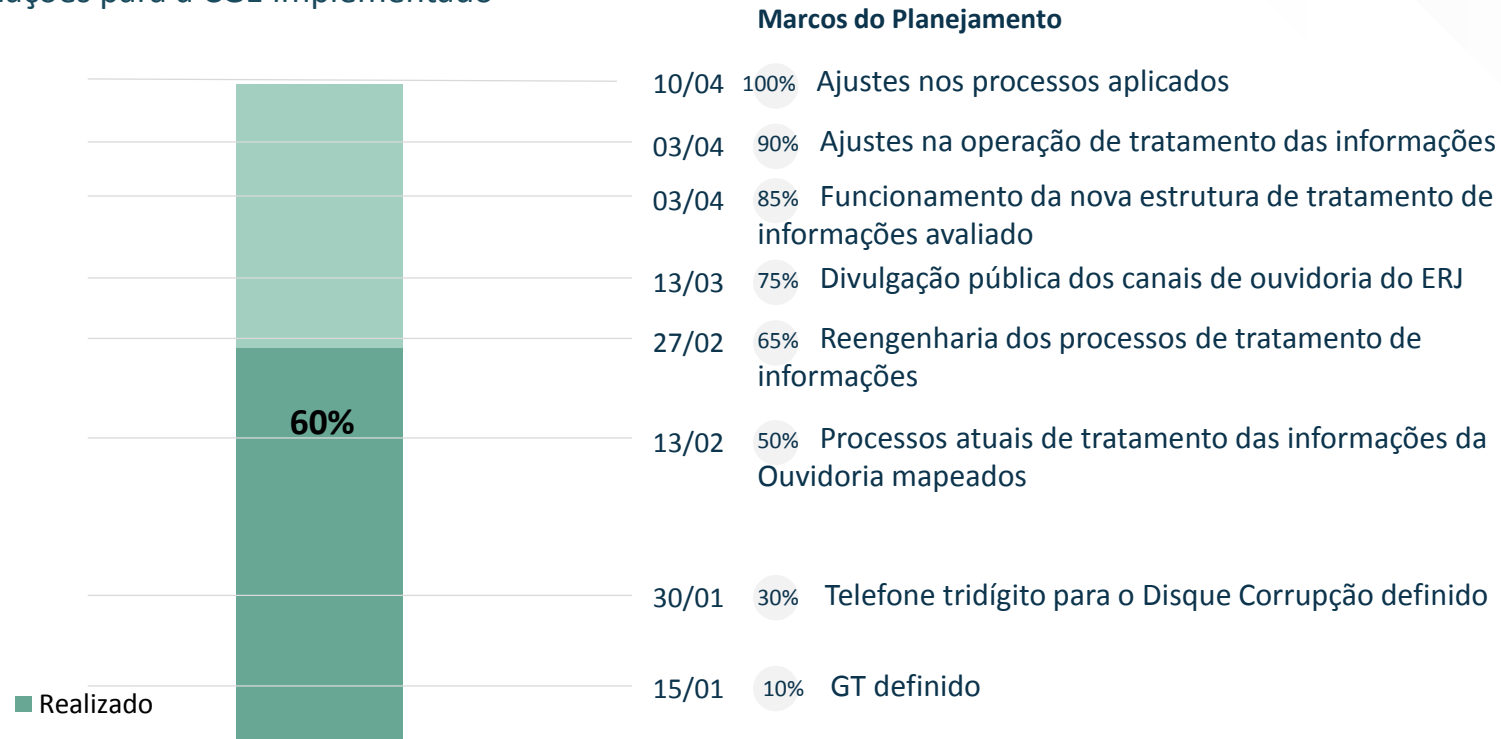 para a CGE implementado
Marcos do Planejamento
10/04 100% Ajustes nos processos aplicados
03/04 90% Ajustes na operação de tratamento das informações
03/04 85% Funcionamento da nova estrutura de tratamento de
informações avaliado
13/03 75% Divulgação pública dos canais de ouvidoria do ERJ
27/02 65% Reengenharia dos processos de tratamento de
informações
60%
13/02 50% Processos atuais de tratamento das informações da
Ouvidoria mapeados
30/01 30% Telefone tridígito para o Disque Corrupção definido
15/01 10% GT definido
Realizado